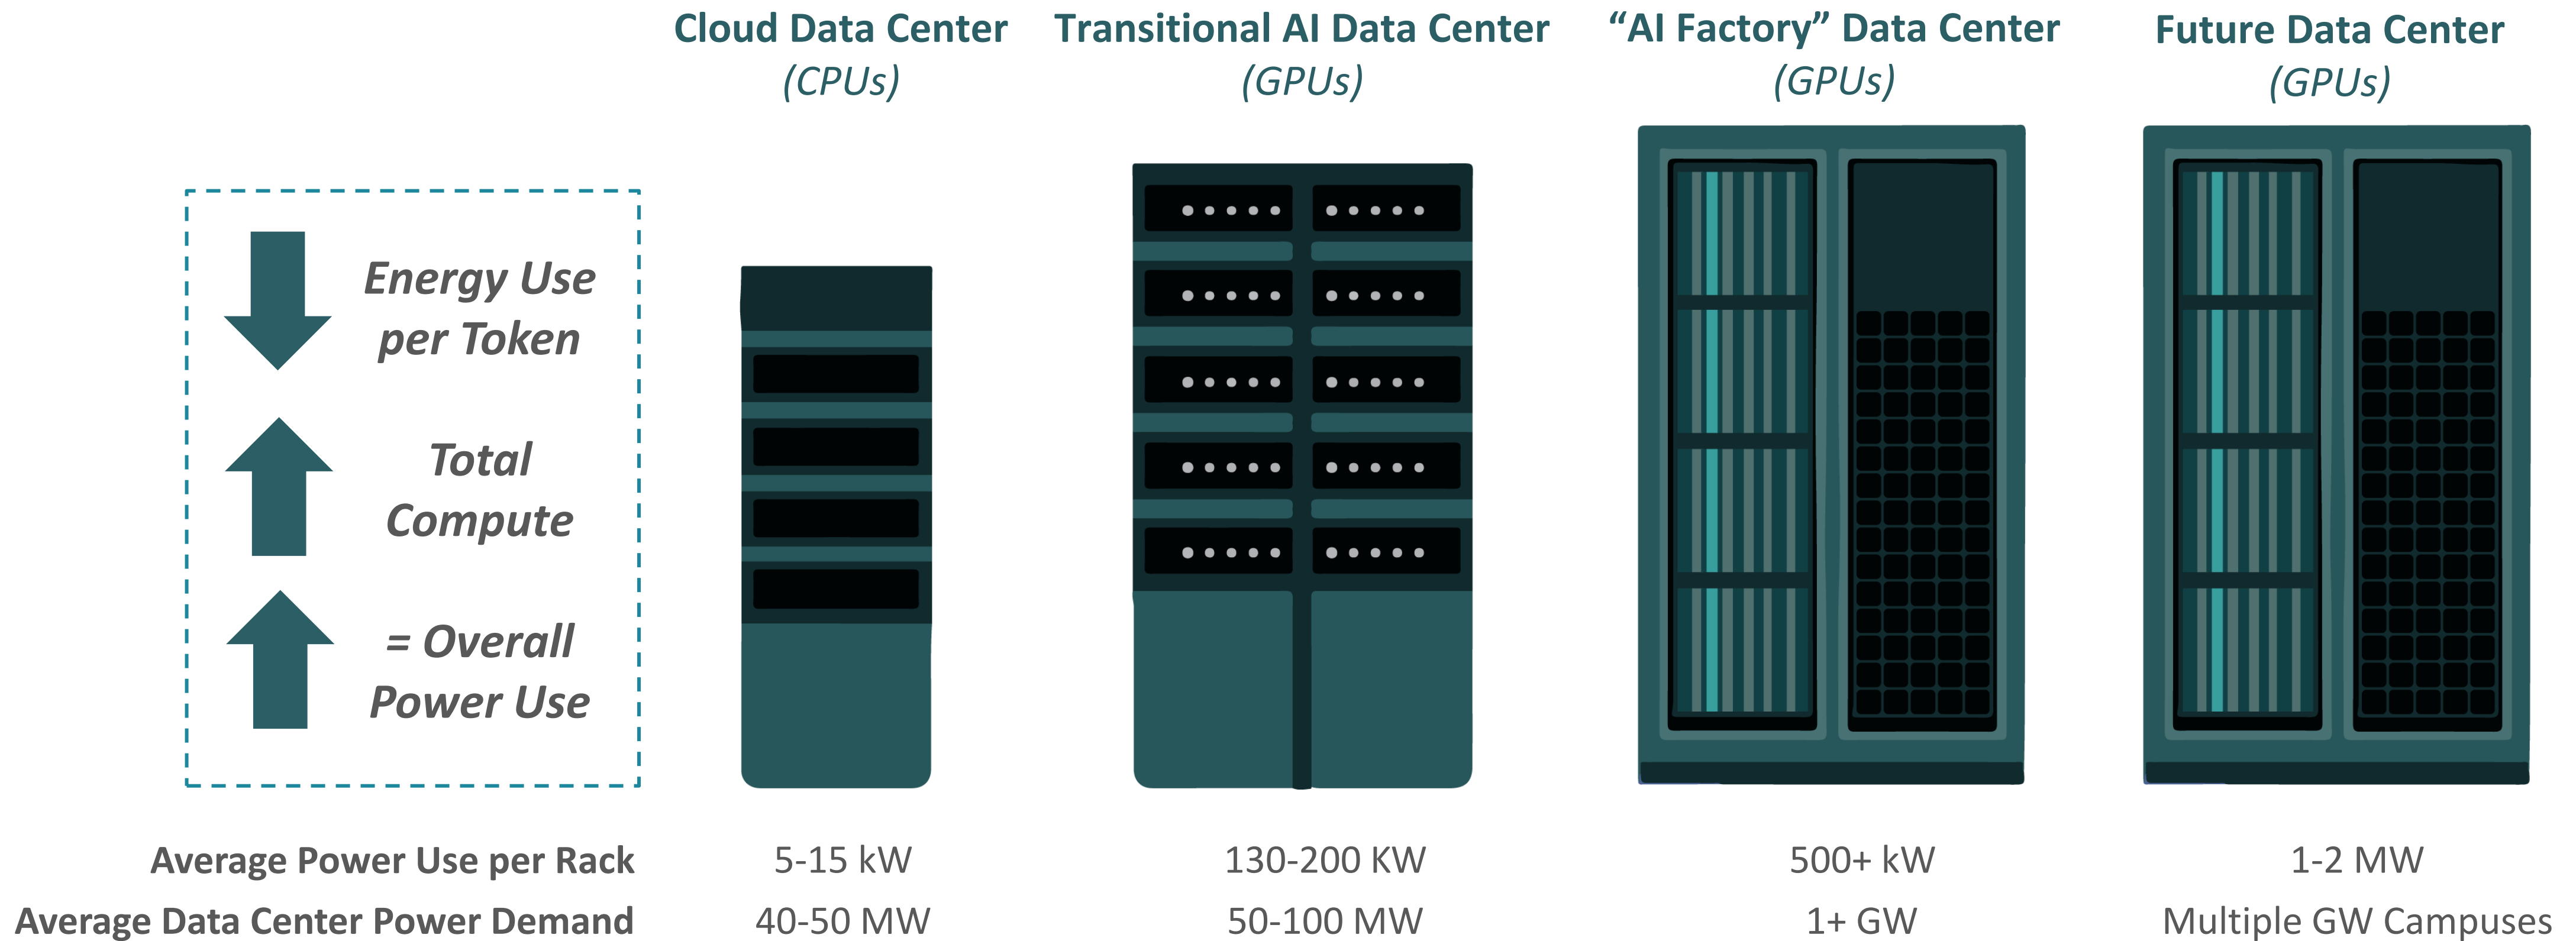 Cloud Data Center
(CPUs)
Transitional AI Data Center
(GPUs)
“AI Factory” Data Center
(GPUs)
Future Data Center
(GPUs)
Energy Use
per Token
Total
Compute
= Overall
Power Use
Average Power Use per Rack
5-15 kW
130-200 KW
500+ kW
1-2 MW
Average Data Center Power Demand
40-50 MW
50-100 MW
1+ GW
Multiple GW Campuses